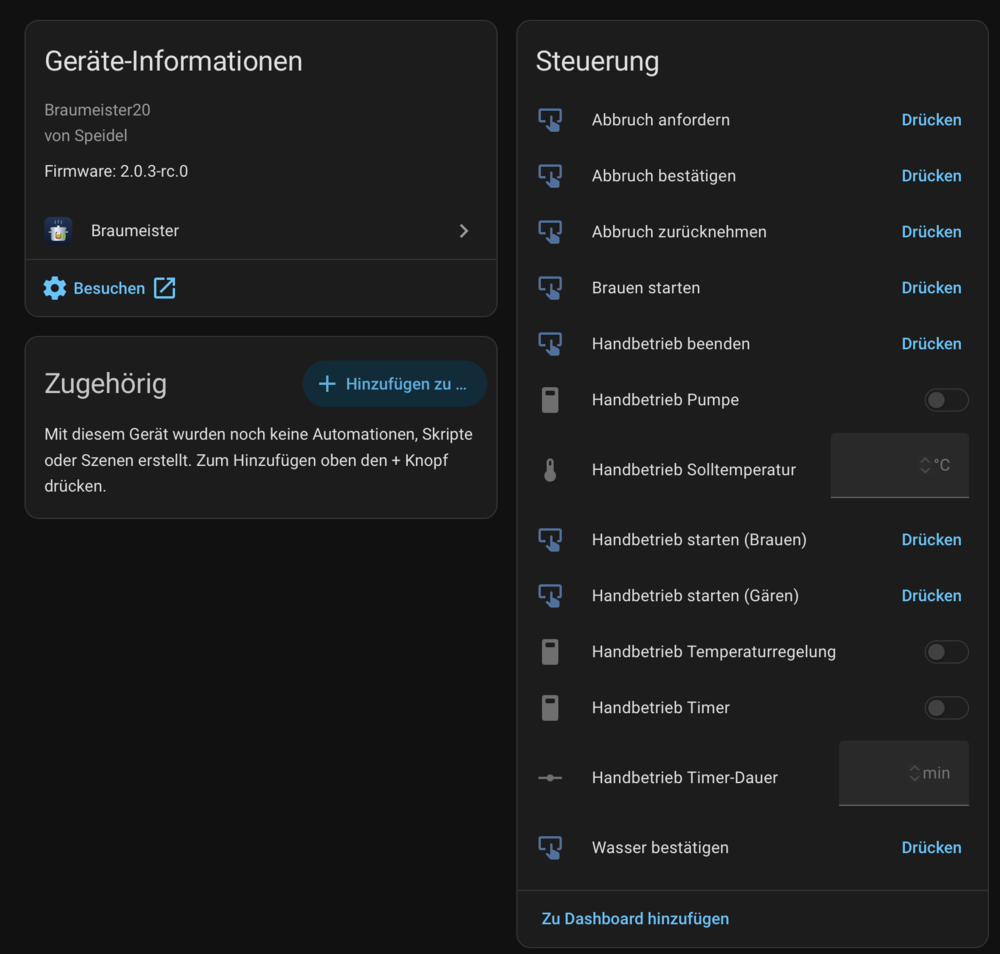 Geräte-Informationen
Braumeister20
von Speidel
Firmware: 2.0.3-rc.0
Braumeister
Besuchen
Zugehörig
Hinzufügen zu ...
Mit diesem Gerät wurden noch keine Automationen, Skripte
oder Szenen erstellt. Zum Hinzufügen oben den + Knopf
drücken.
Steuerung
Abbruch anfordern Drücken
Abbruch bestätigen Drücken
Abbruch zurücknehmen Drücken
Brauen starten Drücken
Handbetrieb beenden Drücken
Handbetrieb Pumpe
Handbetrieb Solltemperatur °C
Handbetrieb starten (Brauen) Drücken
Handbetrieb starten (Gären) Drücken
Handbetrieb Temperaturregelung
Handbetrieb Timer
Handbetrieb Timer-Dauer min
Wasser bestätigen Drücken
Zu Dashboard hinzufügen